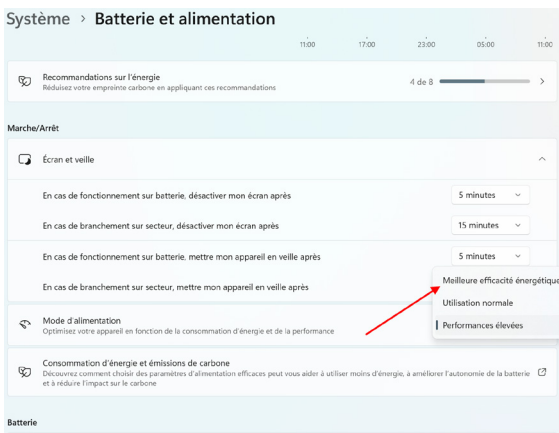 Système > Batterie et alimentation
11:00 17:00 23:00 05:00 11:00
Recommandations sur l'énergie
4 de 8
Réduisez votre empreinte carbone en appliquant ces recommandations
Marche/Arrêt
Écran et veille
En cas de fonctionnement sur batterie, désactiver mon écran après
5 minutes
En cas de branchement sur secteur, désactiver mon écran après
15 minutes
En cas de fonctionnement sur batterie, mettre mon appareil en veille après
5 minutes
En cas de branchement sur secteur, mettre mon appareil en veille après
Meilleure efficacité énergétique
Utilisation normale
Performances élevées
Mode d'alimentation
Optimisez votre appareil en fonction de la consommation d'énergie et de la performance
Consommation d'énergie et émissions de carbone
Découvrez comment choisir des paramètres d'alimentation efficaces peut vous aider à utiliser moins d'énergie, à améliorer l'autonomie de la batterie
et à réduire l'impact sur le carbone
Batterie